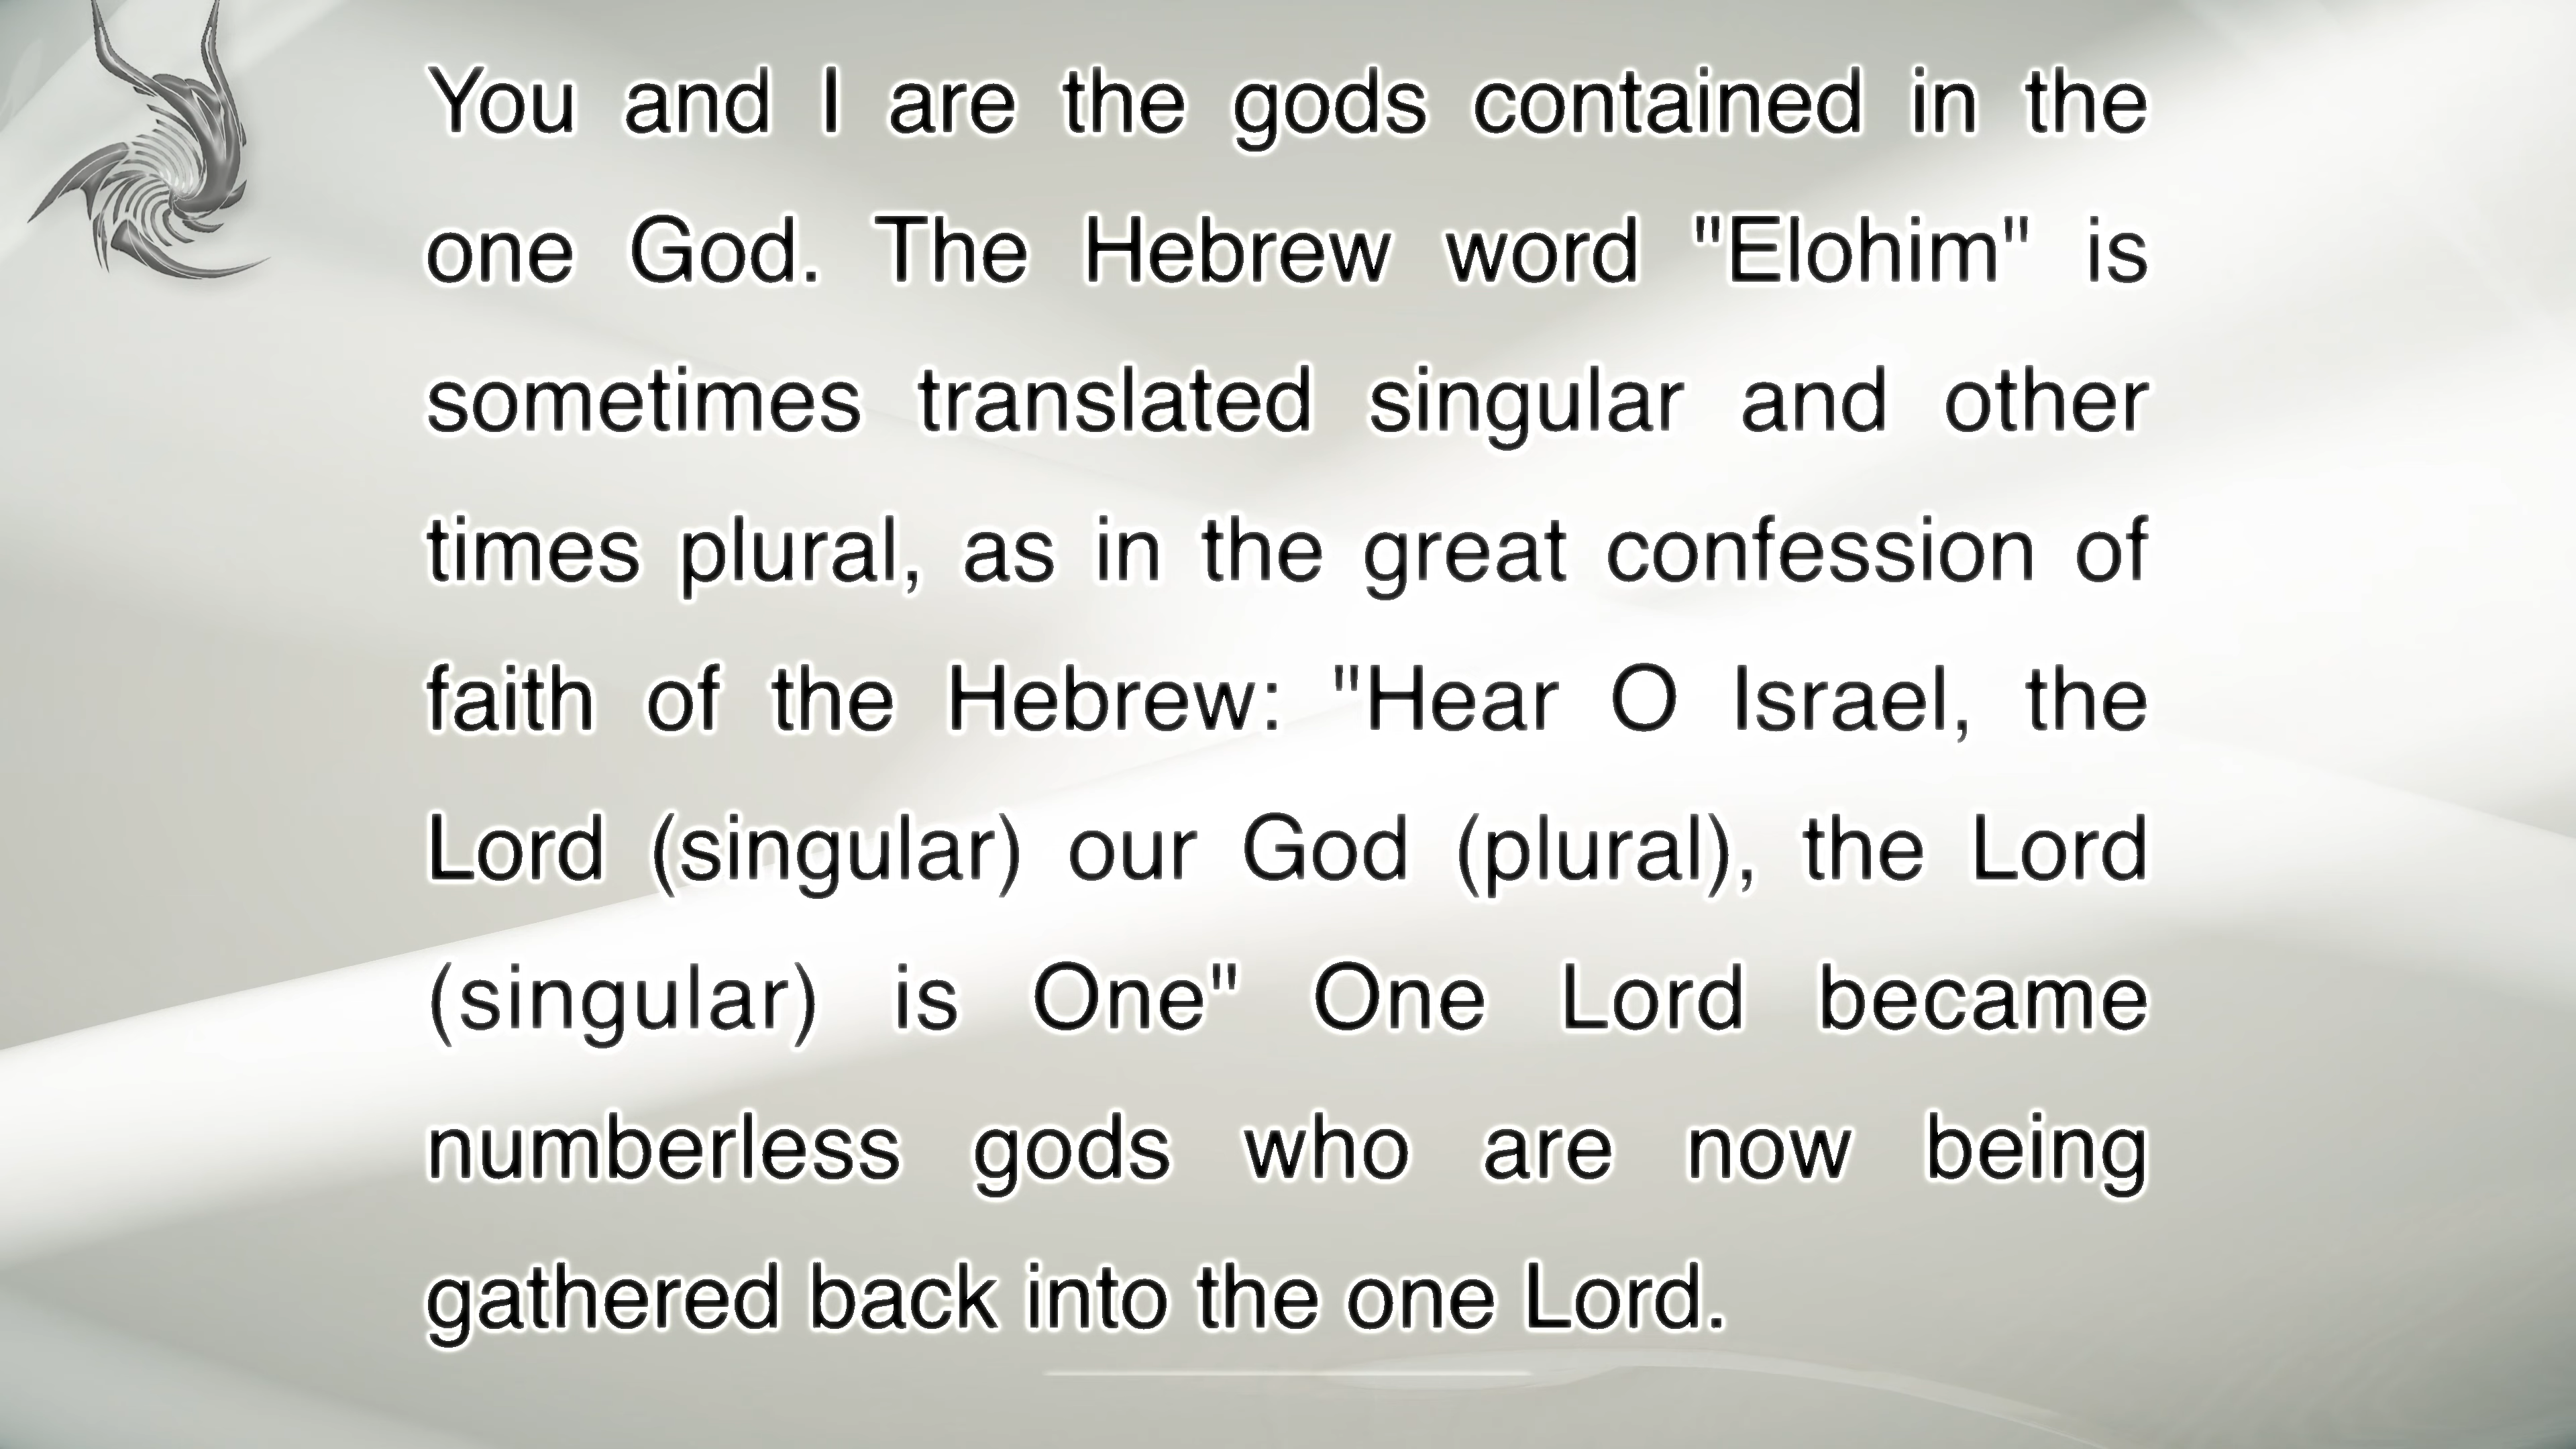 You and I are the gods contained in the
one God. The Hebrew word "Elohim" is
sometimes translated singular and other
times plural, as in the great confession of
faith of the Hebrew: "Hear O Israel, the
Lord (singular) our God (plural), the Lord
(singular) is One" One Lord became
numberless gods who are now being
gathered back into the one Lord.